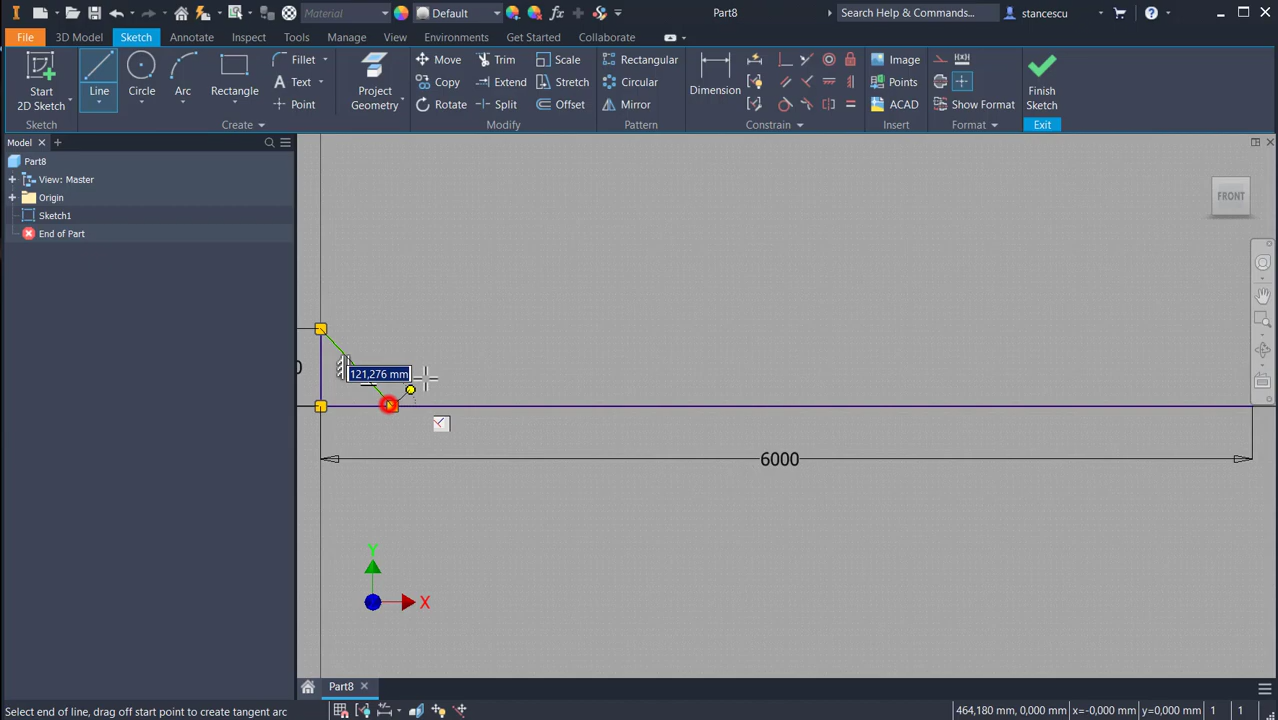 Material
Default
Part8
Search Help & Commands...
stancescu
File
3D Model
Sketch
Annotate
Inspect
Tools
Manage
View
Environments
Get Started
Collaborate
Start
2D Sketch
Line
Circle
Arc
Rectangle
Fillet
Text
Point
Project
Geometry
Move
Copy
Rotate
Trim
Extend
Split
Scale
Stretch
Offset
Rectangular
Circular
Mirror
Dimension
Image
Points
ACAD
Show Format
Finish
Sketch
Sketch
Create
Modify
Pattern
Constrain
Insert
Format
Exit
Model
Part8
View: Master
Origin
Sketch1
End of Part
FRONT
0
121,276 mm
6000
Y
X
Part8
Select end of line, drag off start point to create tangent arc
464,180 mm, 0,000 mm
x=-0,000 mm
y=0,000 mm
1
1